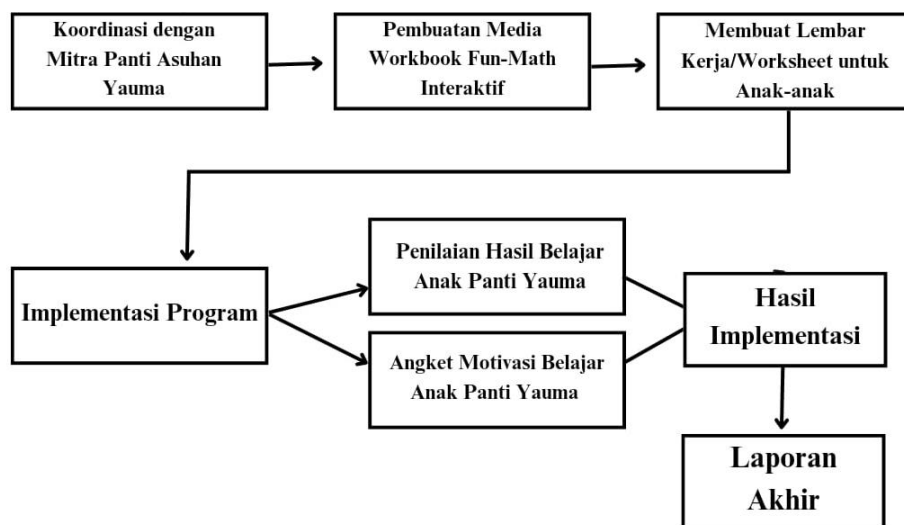 Koordinasi dengan
Mitra Panti Asuhan
Yauma
Pembuatan Media
Workbook Fun-Math
Interaktif
Membuat Lembar
Kerja/Worksheet untuk
Anak-anak
Implementasi Program
Penilaian Hasil Belajar
Anak Panti Yauma
Angket Motivasi Belajar
Anak Panti Yauma
Hasil
Implementasi
Laporan
Akhir